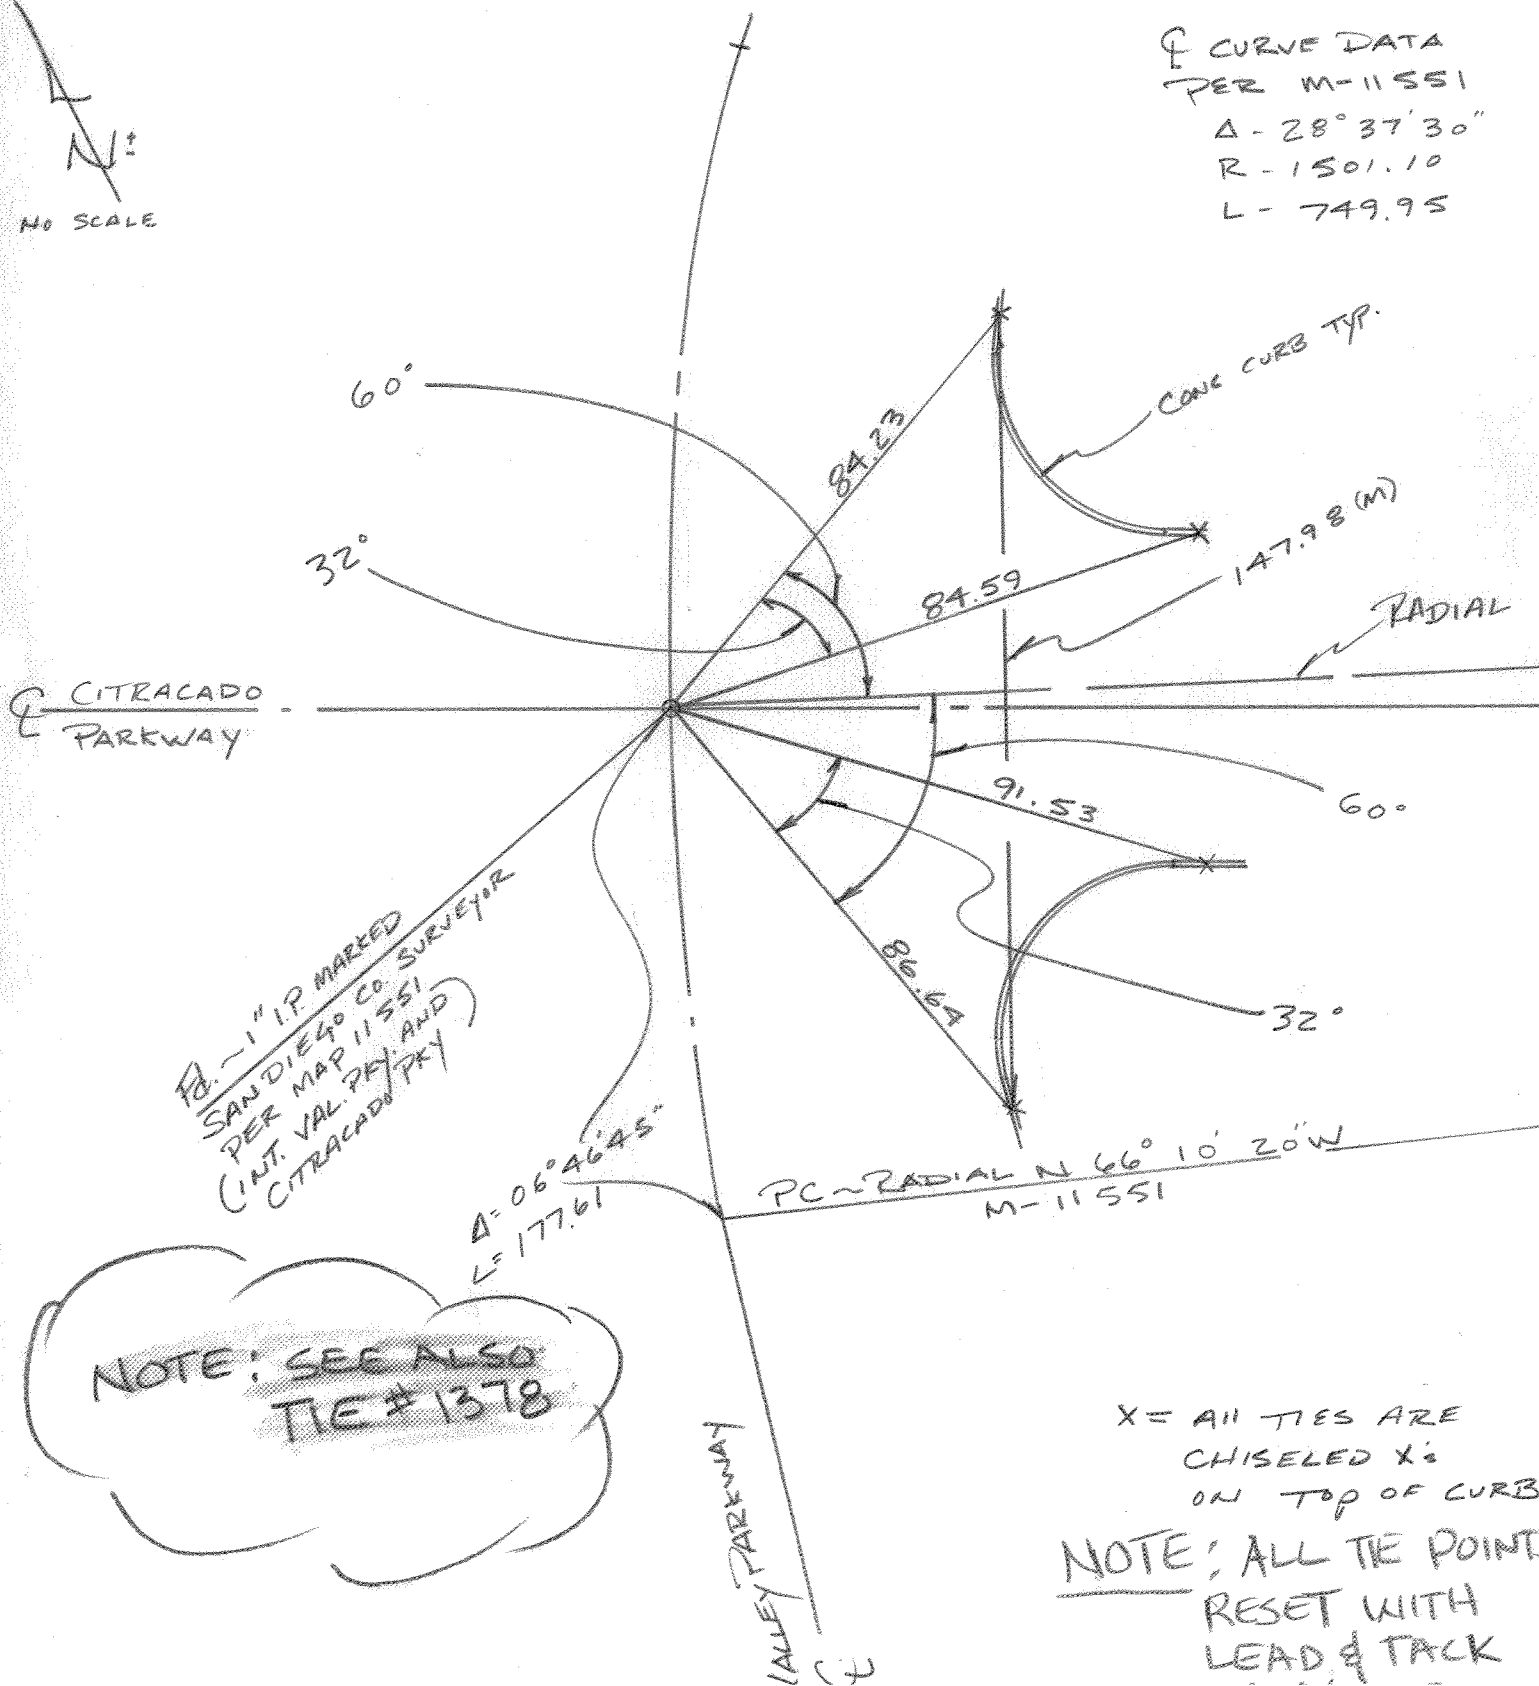 N±
NO SCALE
℄ CURVE DATA
PER M-11551
Δ - 28°37'30"
R - 1501.10
L - 749.95
60°
32°
84.23
CONC CURB TYP.
84.59
147.98 (M)
RADIAL
℄ CITRACADO
PARKWAY
91.53
60°
86.64
32°
Fd. ~ 1" I.P. MARKED
SAN DIEGO CO. SURVEYOR
PER MAP 11551
(INT. VAL. PKY. AND
CITRACADO PKY)
Δ= 06°46'45"
L= 177.61
PC ~ RADIAL N 66° 10' 20"W
M-11551
NOTE: SEE ALSO
TIE #1378
VALLEY PARKWAY
℄
X = All TIES ARE
CHISELED X's
ON TOP OF CURB
NOTE: ALL TIE POINT
RESET WITH
LEAD & TACK